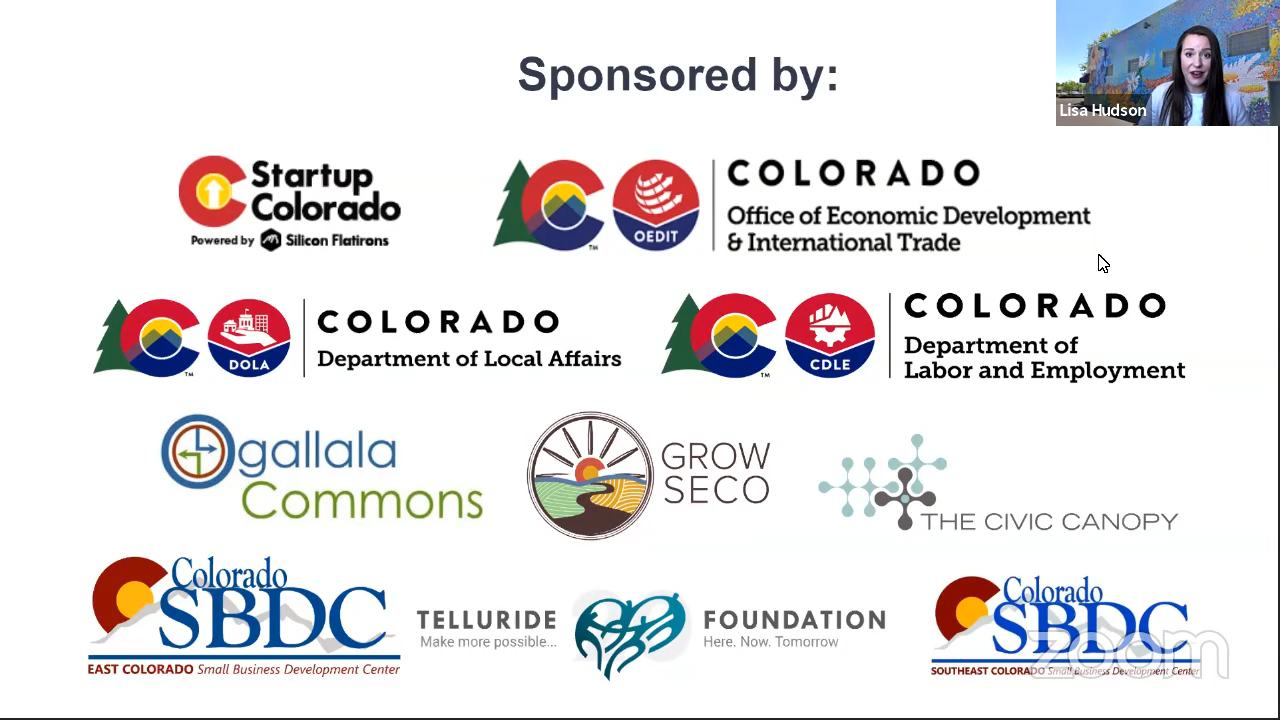 Sponsored by:
Lisa Hudson
Startup
Colorado
Powered by Silicon Flatirons
OEDIT
COLORADO
Office of Economic Development
& International Trade
TM
DOLA
COLORADO
Department of Local Affairs
TM
CDLE
COLORADO
Department of
Labor and Employment
TM
Ogallala
Commons
GROW
SECO
THE CIVIC CANOPY
Colorado
SBDC
EAST COLORADO Small Business Development Center
TELLURIDE FOUNDATION
Make more possible... Here. Now. Tomorrow
Colorado
SBDC
SOUTHEAST COLORADO Small Business Development Center
zoom